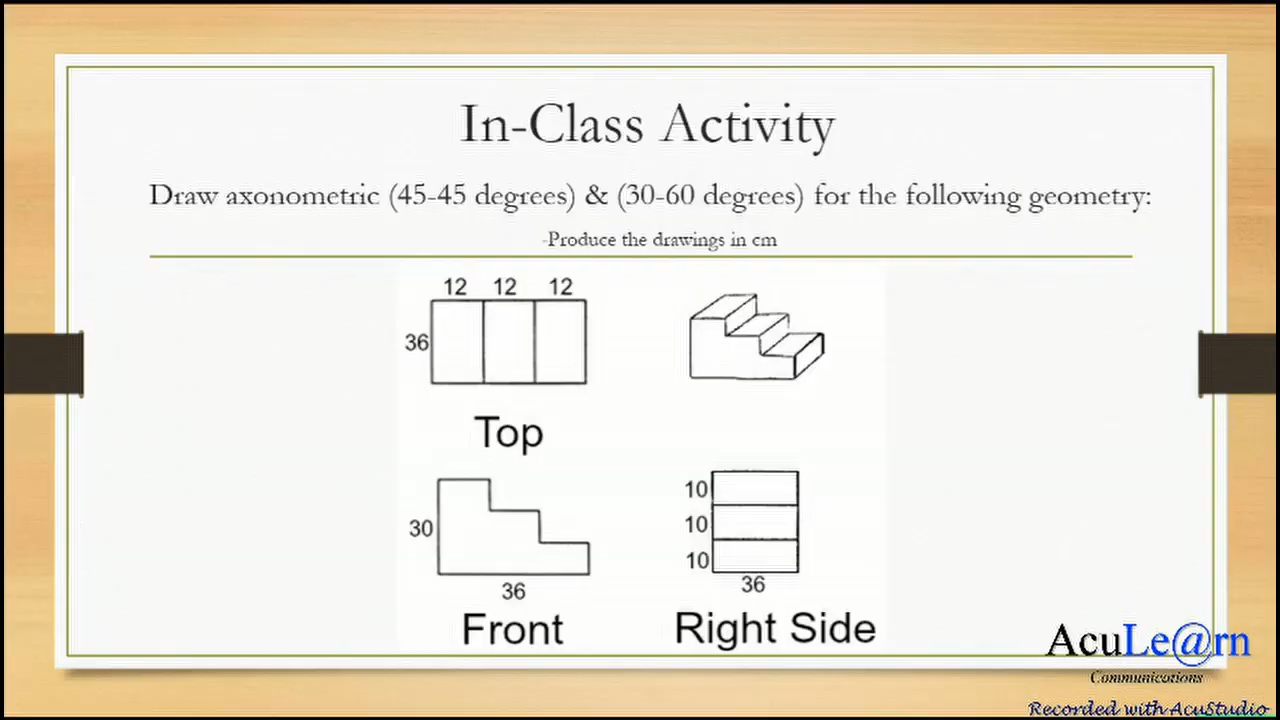 In-Class Activity
Draw axonometric (45-45 degrees) & (30-60 degrees) for the following geometry:
-Produce the drawings in cm
12 12 12
36
Top
30
36
Front
10
10
10
36
Right Side
AcuLe@rn
Communications
Recorded with AcuStudio